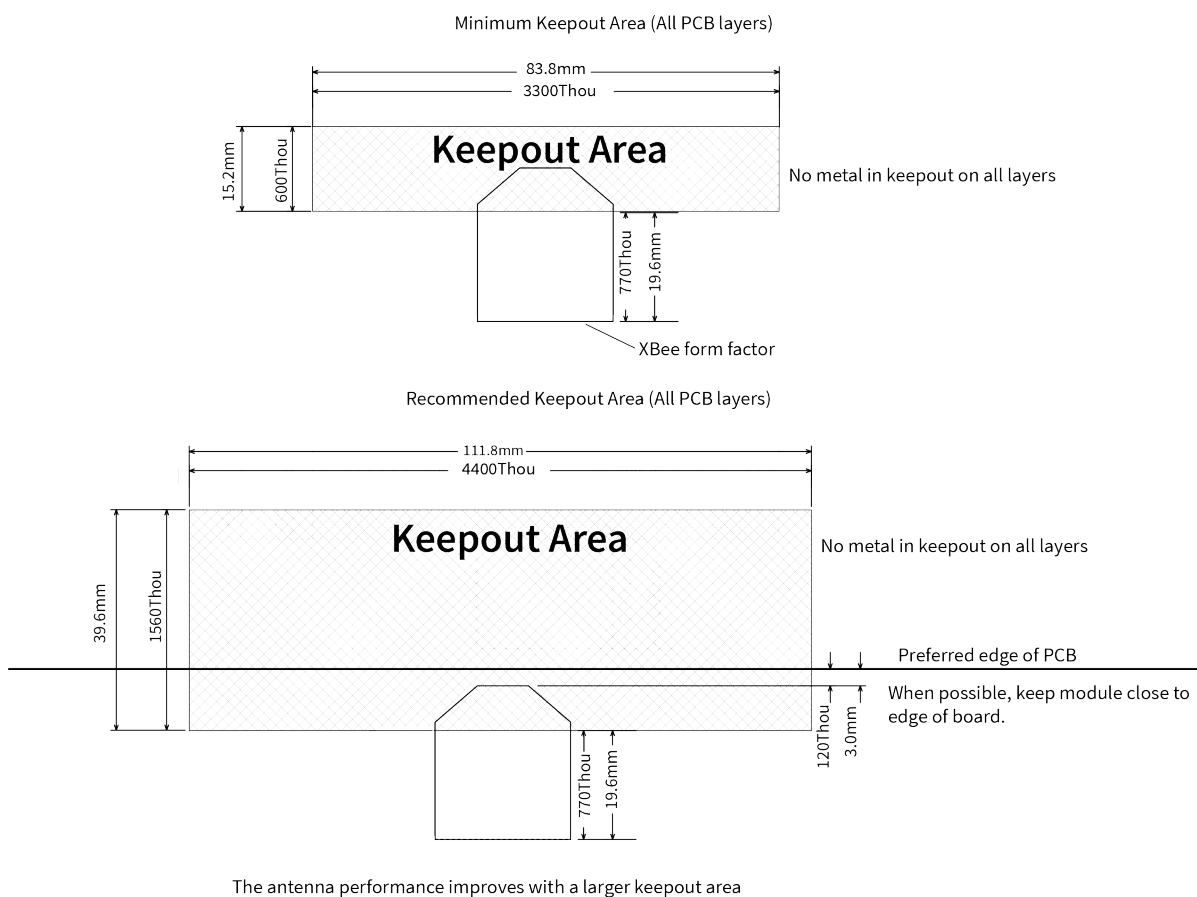 Minimum Keepout Area (All PCB layers)
83.8mm
3300Thou
Keepout Area
15.2mm
600Thou
No metal in keepout on all layers
770Thou
19.6mm
XBee form factor
Recommended Keepout Area (All PCB layers)
111.8mm
4400Thou
Keepout Area
No metal in keepout on all layers
39.6mm
1560Thou
Preferred edge of PCB
When possible, keep module close to
edge of board.
120Thou
3.0mm
770Thou
19.6mm
The antenna performance improves with a larger keepout area